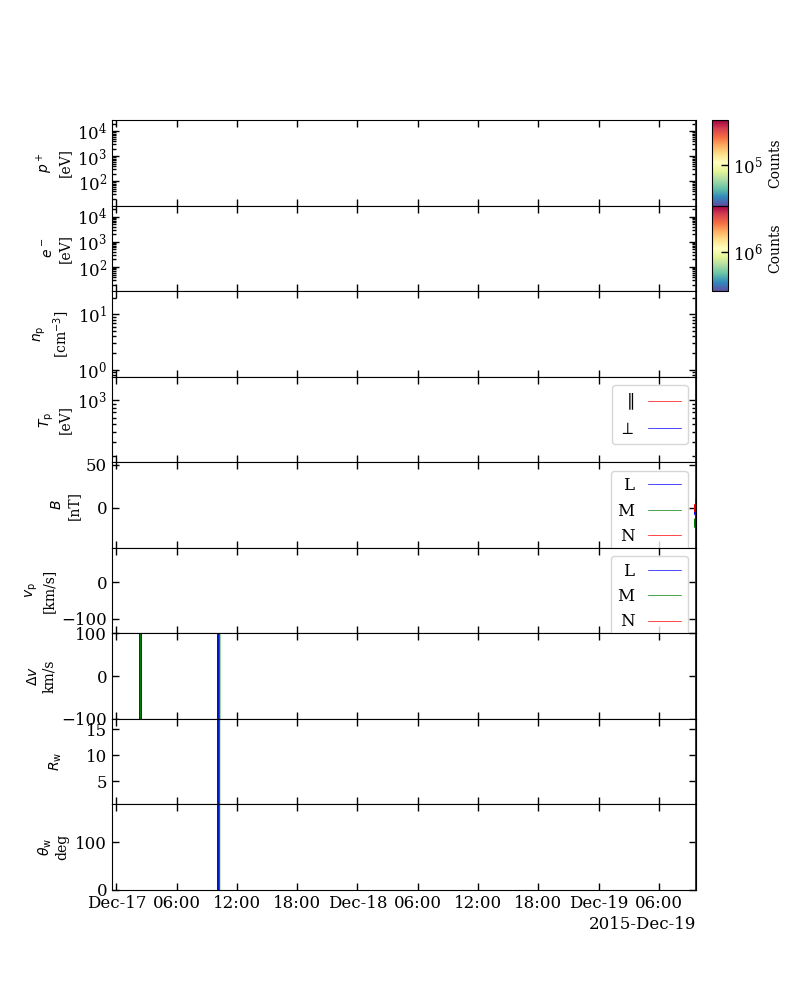 10⁴
10³
10²
p⁺
[eV]
10⁵
Counts
10⁴
10³
10²
e⁻
[eV]
10⁶
Counts
10¹
10⁰
nₚ
[cm⁻³]
10³
Tₚ
[eV]
∥
⊥
50
0
B
[nT]
L
M
N
0
−100
vₚ
[km/s]
L
M
N
100
0
−100
Δv
km/s
15
10
5
R_w
100
0
θ_w
deg
Dec-17 06:00 12:00 18:00 Dec-18 06:00 12:00 18:00 Dec-19 06:00
2015-Dec-19